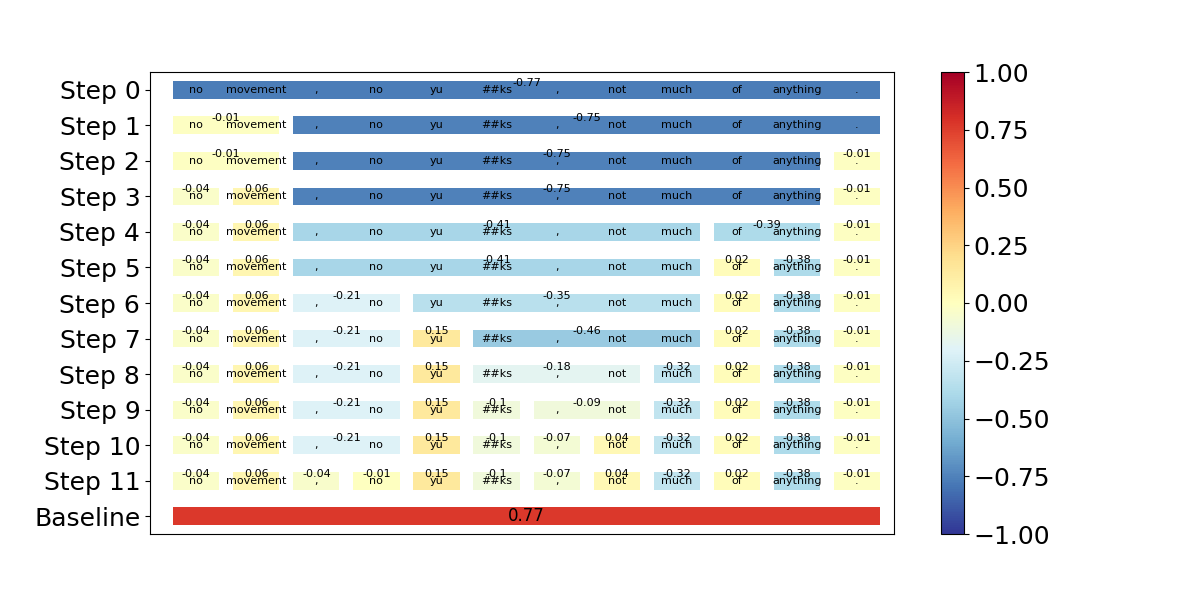 1.00
Step 0 no movement , no yu ##ks , not much of anything . -0.77
Step 1 no movement , no yu ##ks , not much of anything . -0.01 -0.75
Step 2 no movement , no yu ##ks , not much of anything . -0.01 -0.75 -0.01
Step 3 no movement , no yu ##ks , not much of anything . -0.04 0.06 -0.75 -0.01
Step 4 no movement , no yu ##ks , not much of anything . -0.04 0.06 -0.41 -0.39 -0.01
Step 5 no movement , no yu ##ks , not much of anything . -0.04 0.06 -0.41 0.02 -0.38 -0.01
Step 6 no movement , no yu ##ks , not much of anything . -0.04 0.06 -0.21 -0.35 0.02 -0.38 -0.01
Step 7 no movement , no yu ##ks , not much of anything . -0.04 0.06 -0.21 0.15 -0.46 0.02 -0.38 -0.01
Step 8 no movement , no yu ##ks , not much of anything . -0.04 0.06 -0.21 0.15 -0.18 -0.32 0.02 -0.38 -0.01
Step 9 no movement , no yu ##ks , not much of anything . -0.04 0.06 -0.21 0.15 -0.1 -0.09 -0.32 0.02 -0.38 -0.01
Step 10 no movement , no yu ##ks , not much of anything . -0.04 0.06 -0.21 0.15 -0.1 -0.07 0.04 -0.32 0.02 -0.38 -0.01
Step 11 no movement , no yu ##ks , not much of anything . -0.04 0.06 -0.04 -0.01 0.15 -0.1 -0.07 0.04 -0.32 0.02 -0.38 -0.01
Baseline 0.77
0.75
0.50
0.25
0.00
−0.25
−0.50
−0.75
−1.00